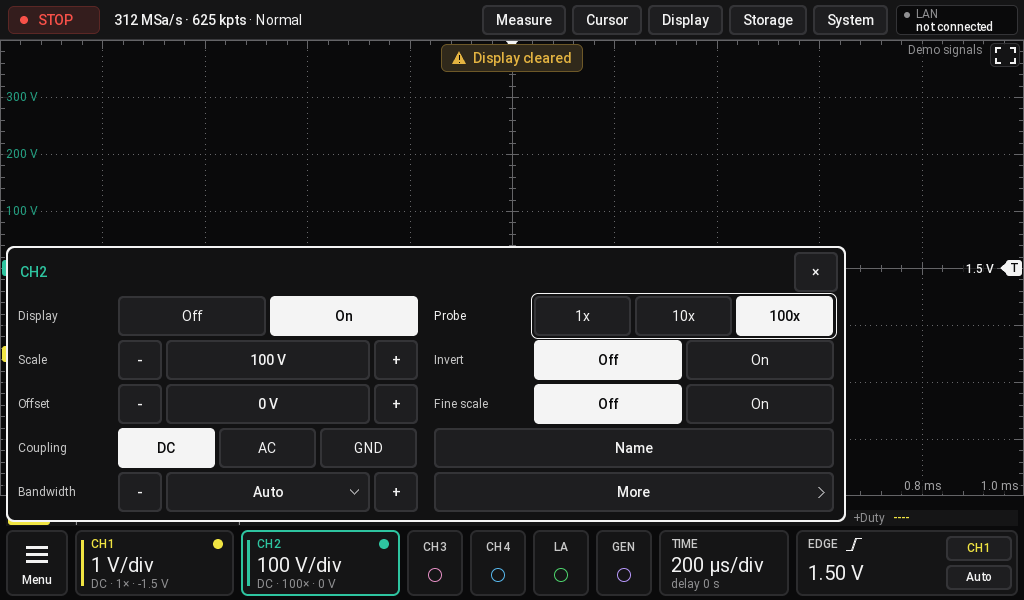 STOP
312 MSa/s · 625 kpts · Normal
Measure
Cursor
Display
Storage
System
LAN
not connected
Display cleared
Demo signals
300 V
200 V
100 V
1.5 V
T
CH2
×
Display
Off
On
Probe
1x
10x
100x
Scale
-
100 V
+
Invert
Off
On
Offset
-
0 V
+
Fine scale
Off
On
Coupling
DC
AC
GND
Name
Bandwidth
-
Auto
+
More
0.8 ms
1.0 ms
+Duty
----
Menu
CH1
1 V/div
DC · 1× · -1.5 V
CH2
100 V/div
DC · 100× · 0 V
CH3
CH4
LA
GEN
TIME
200 µs/div
delay 0 s
EDGE
1.50 V
CH1
Auto